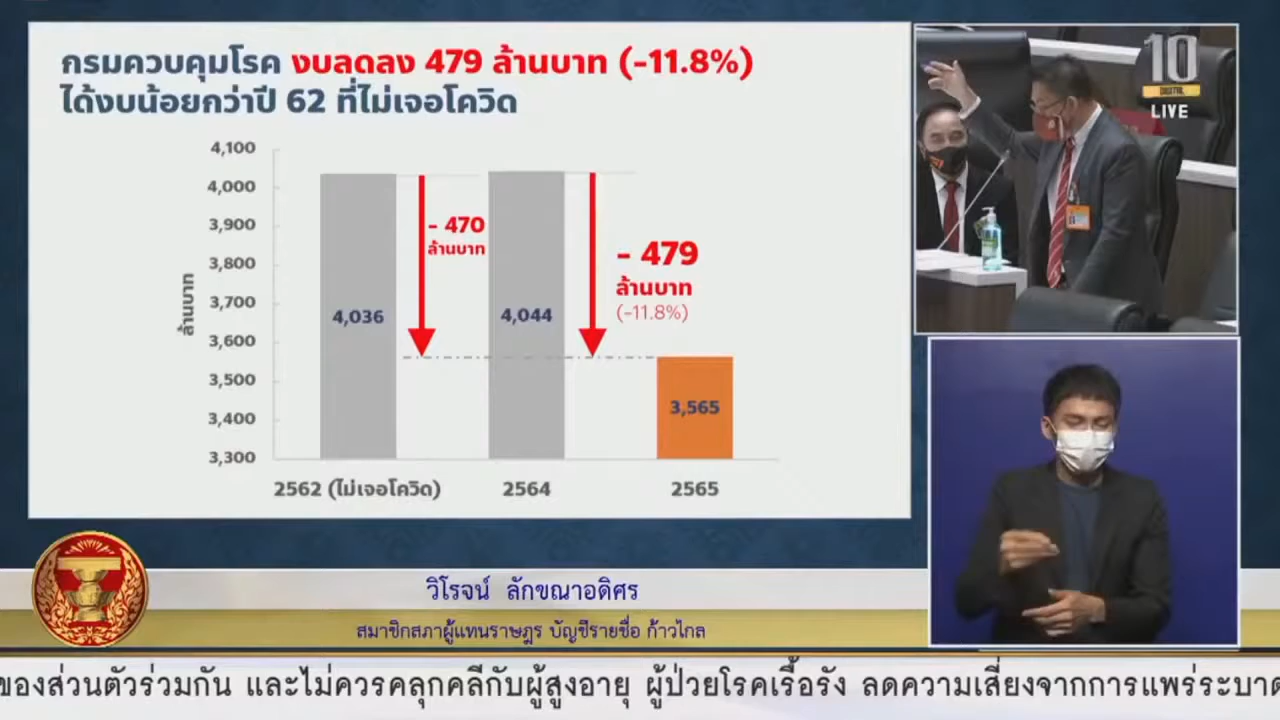 กรมควบคุมโรค งบลดลง 479 ล้านบาท (-11.8%)
ได้งบน้อยกว่าปี 62 ที่ไม่เจอโควิด
4,100
4,000
3,900
3,800
3,700
3,600
3,500
3,400
3,300
ล้านบาท
- 470
ล้านบาท
- 479
ล้านบาท
(-11.8%)
4,036
4,044
3,565
2562 (ไม่เจอโควิด)
2564
2565
10
DIGITAL
LIVE
วิโรจน์ ลักขณาอดิศร
สมาชิกสภาผู้แทนราษฎร บัญชีรายชื่อ ก้าวไกล
ของส่วนตัวร่วมกัน และไม่ควรคลุกคลีกับผู้สูงอายุ ผู้ป่วยโรคเรื้อรัง ลดความเสี่ยงจากการแพร่ระบาด